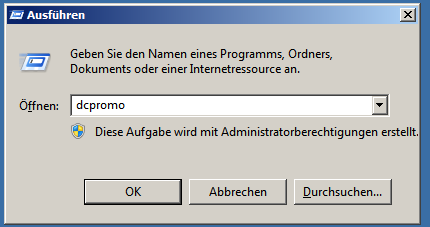 Ausführen
Geben Sie den Namen eines Programms, Ordners,
Dokuments oder einer Internetressource an.
Öffnen: dcpromo
Diese Aufgabe wird mit Administratorberechtigungen erstellt.
OK Abbrechen Durchsuchen...